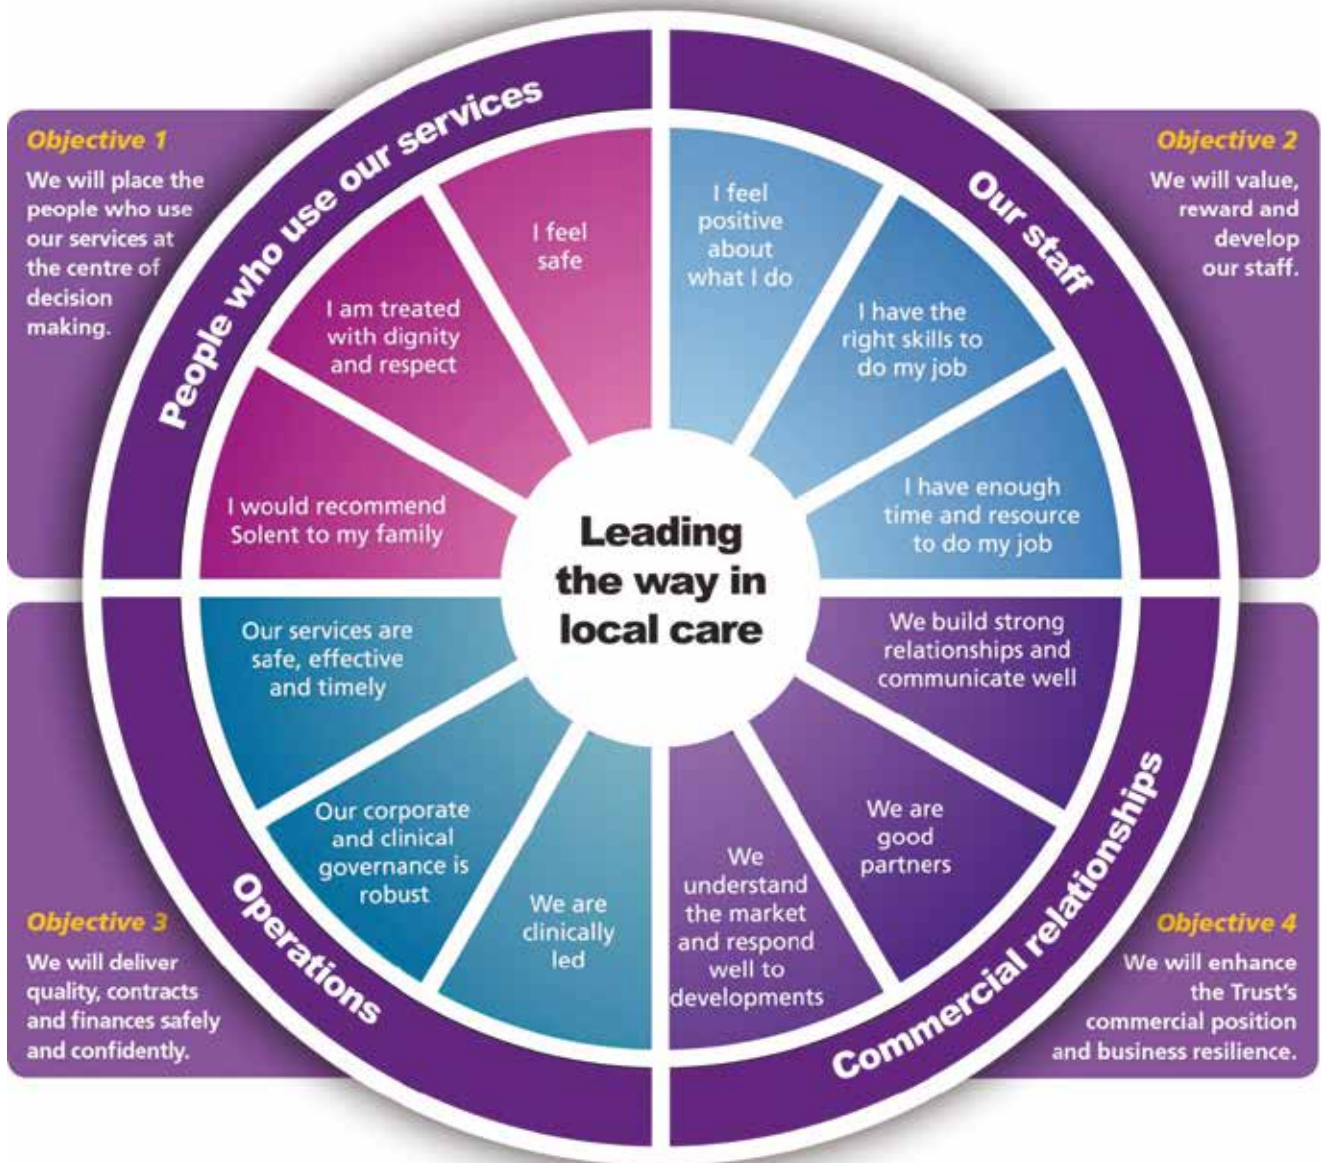 Objective 1
We will place the
people who use
our services at
the centre of
decision
making.
People who use our services
I feel
safe
I am treated
with dignity
and respect
I would recommend
Solent to my family
Objective 2
We will value,
reward and
develop
our staff.
Our staff
I feel
positive
about
what I do
I have the
right skills to
do my job
I have enough
time and resource
to do my job
Leading
the way in
local care
Our services are
safe, effective
and timely
Our corporate
and clinical
governance is
robust
We are
clinically
led
Operations
Objective 3
We will deliver
quality, contracts
and finances safely
and confidently.
We build strong
relationships and
communicate well
We are
good
partners
We
understand
the market
and respond
well to
developments
Commercial relationships
Objective 4
We will enhance
the Trust's
commercial position
and business resilience.